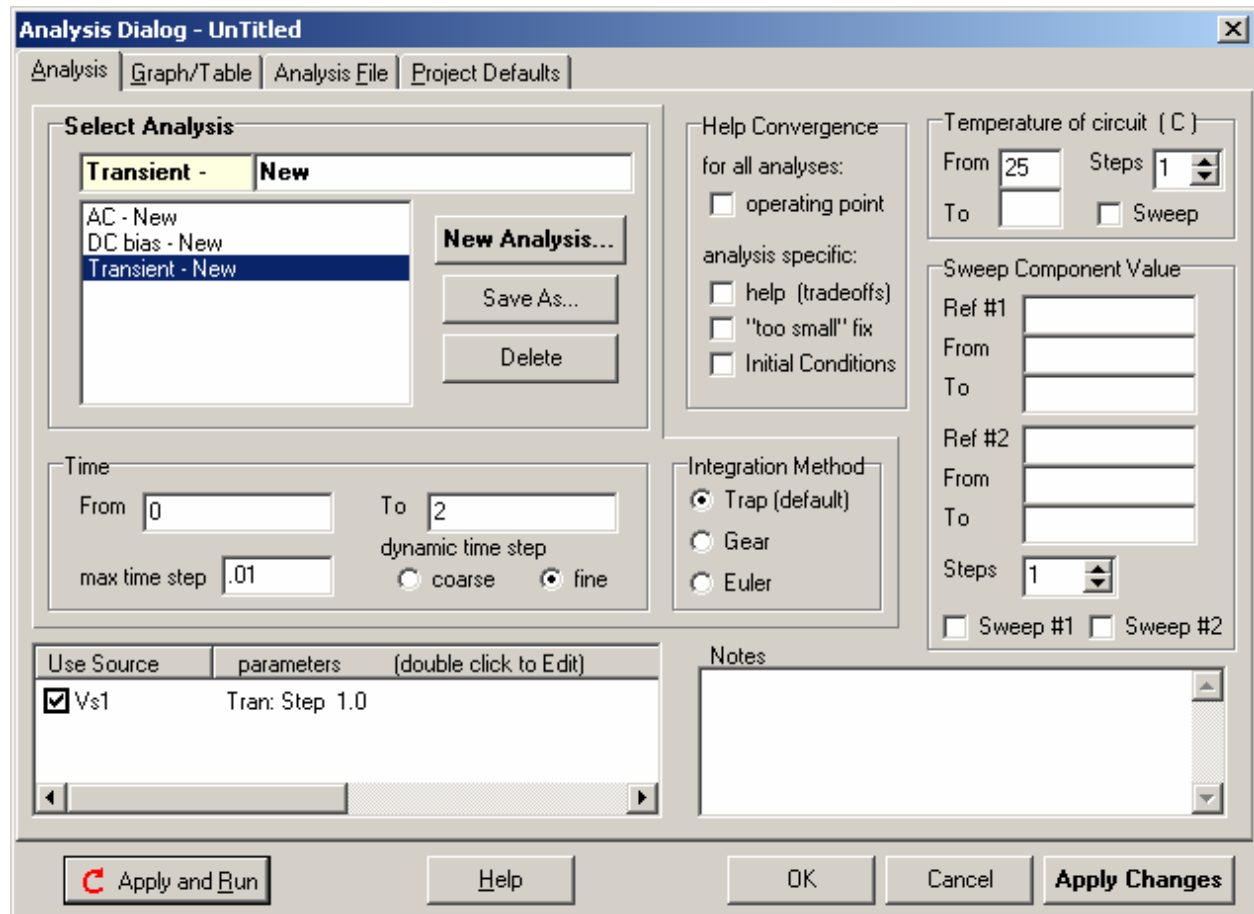 Analysis Dialog - UnTitled
Analysis Graph/Table Analysis File Project Defaults
Select Analysis
Transient - New
AC - New
DC bias - New
Transient - New
New Analysis...
Save As...
Delete
Help Convergence
for all analyses:
operating point
analysis specific:
help (tradeoffs)
"too small" fix
Initial Conditions
Temperature of circuit ( C )
From 25 Steps 1
To Sweep
Sweep Component Value
Ref #1
From
To
Ref #2
From
To
Steps 1
Sweep #1 Sweep #2
Time
From 0 To 2
dynamic time step
max time step .01 coarse fine
Integration Method
Trap (default)
Gear
Euler
Use Source parameters (double click to Edit)
Vs1 Tran: Step 1.0
Notes
Apply and Run Help OK Cancel Apply Changes